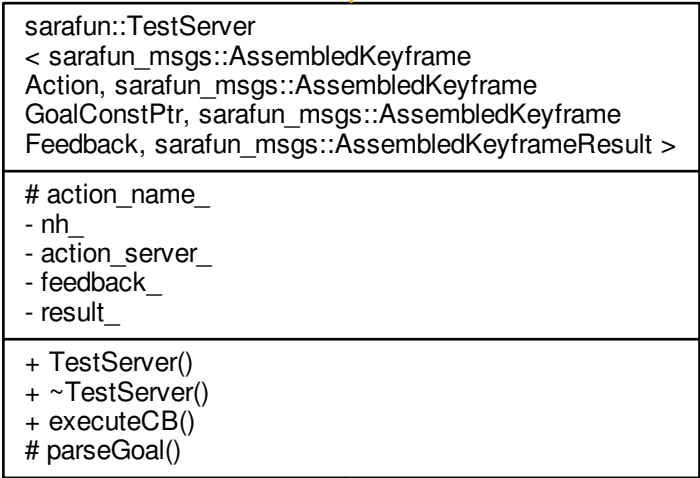 sarafun::TestServer
< sarafun_msgs::AssembledKeyframe
Action, sarafun_msgs::AssembledKeyframe
GoalConstPtr, sarafun_msgs::AssembledKeyframe
Feedback, sarafun_msgs::AssembledKeyframeResult >
# action_name_
- nh_
- action_server_
- feedback_
- result_
+ TestServer()
+ ~TestServer()
+ executeCB()
# parseGoal()